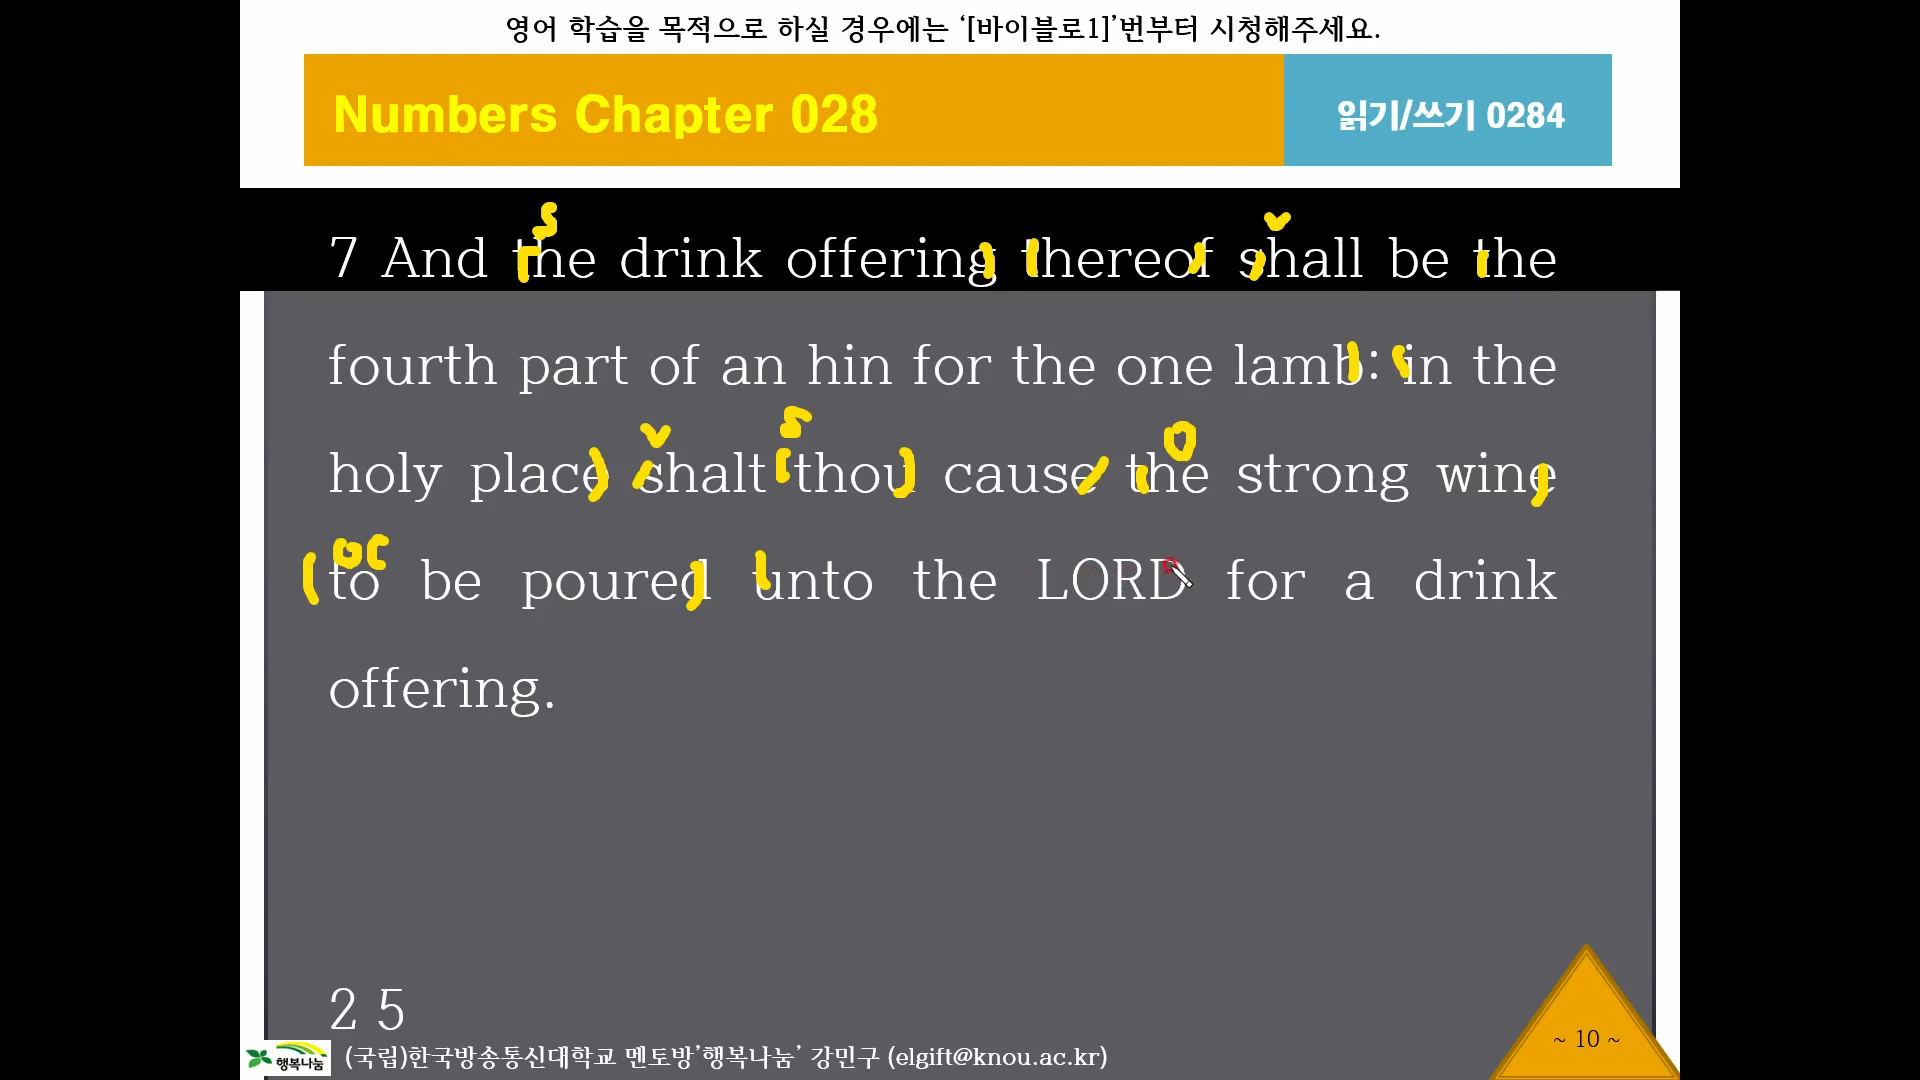 영어 학습을 목적으로 하실 경우에는 ‘[바이블로1]’번부터 시청해주세요.
Numbers Chapter 028
읽기/쓰기 0284
7 And the drink offering thereof shall be the
fourth part of an hin for the one lamb: in the
holy place shalt thou cause the strong wine
to be poured unto the LORD for a drink
offering.
2 5
~ 10 ~
행복나눔
(국립)한국방송통신대학교 멘토방’행복나눔’ 강민구 (elgift@knou.ac.kr)